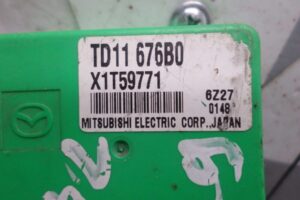 TD11 676B0
X1T59771
6Z27
0148
MITSUBISHI ELECTRIC CORP., JAPAN